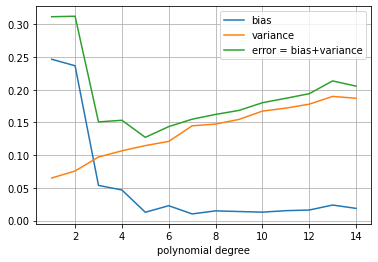 0.30
0.25
0.20
0.15
0.10
0.05
0.00
bias
variance
error = bias+variance
2 4 6 8 10 12 14
polynomial degree